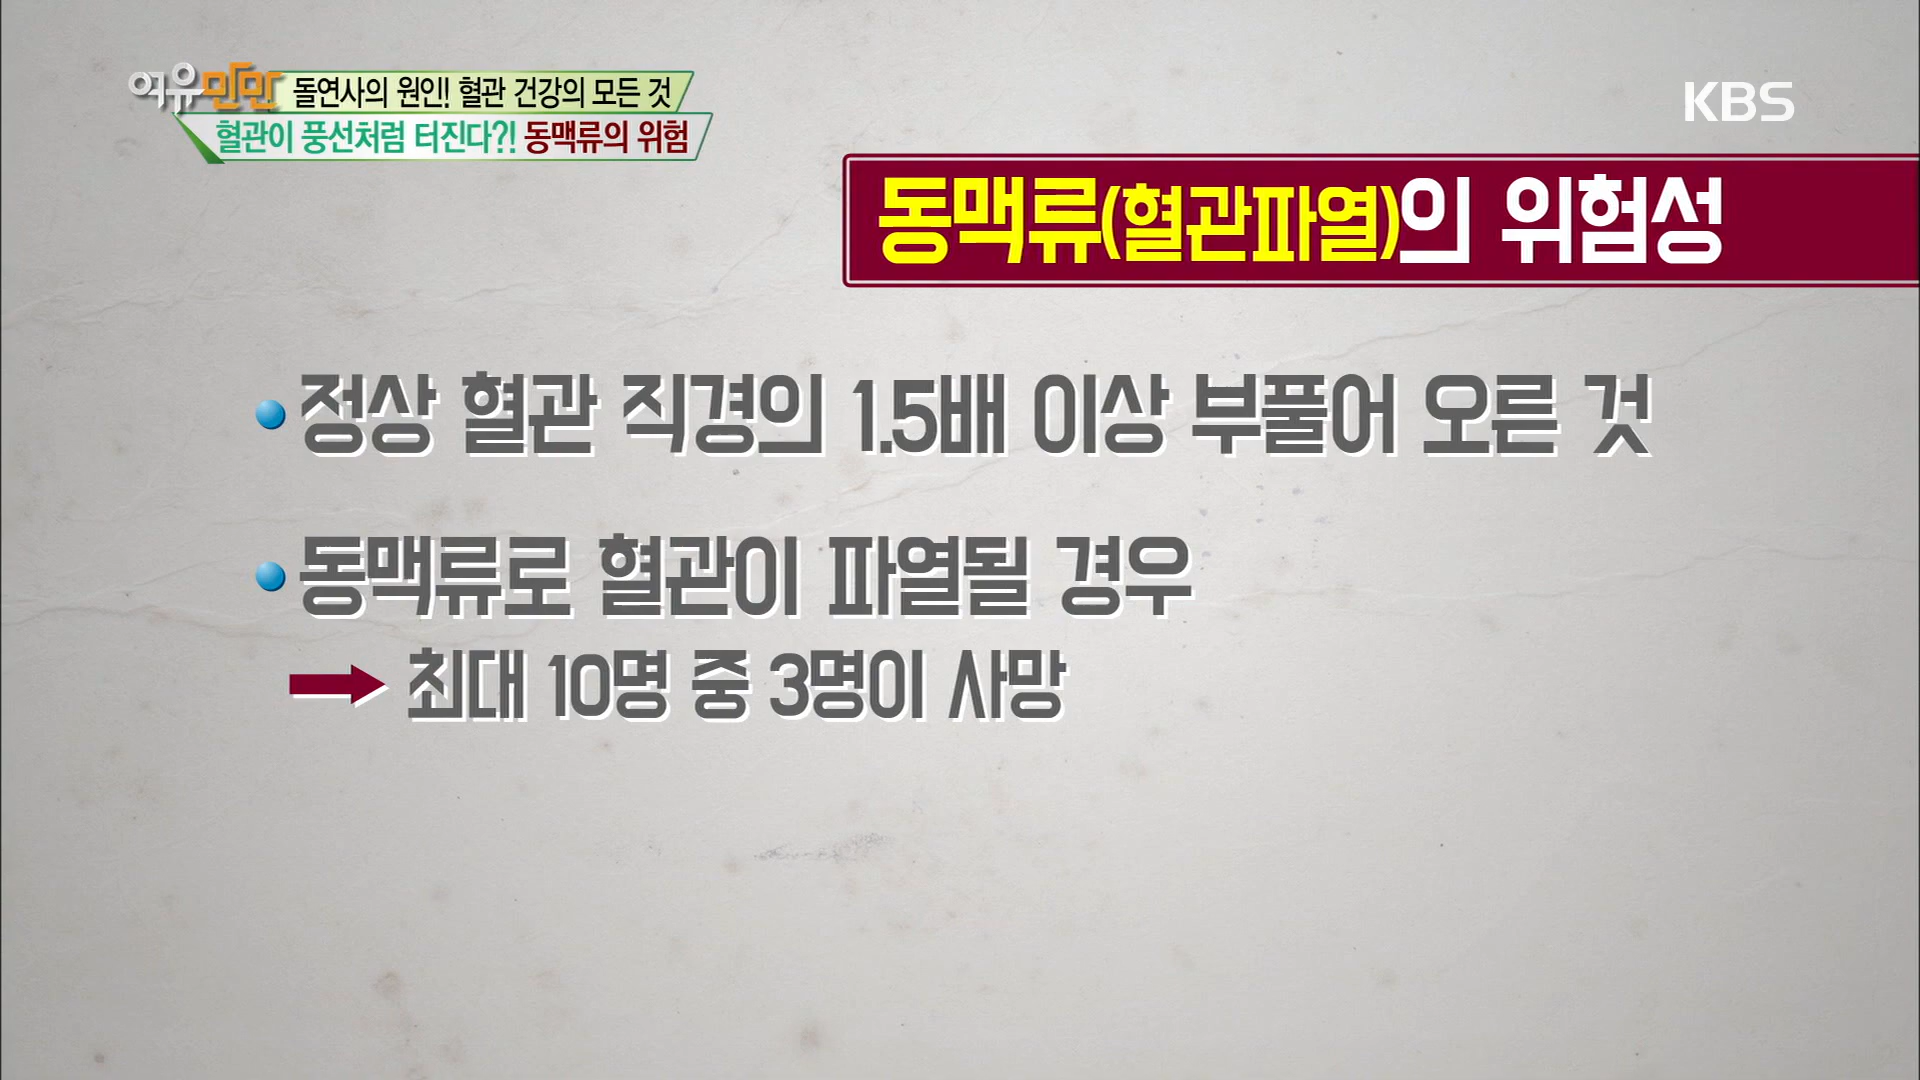 여유만만 돌연사의 원인! 혈관 건강의 모든 것
혈관이 풍선처럼 터진다?! 동맥류의 위험
KBS
동맥류(혈관파열)의 위험성
정상 혈관 직경의 1.5배 이상 부풀어 오른 것
동맥류로 혈관이 파열될 경우
최대 10명 중 3명이 사망